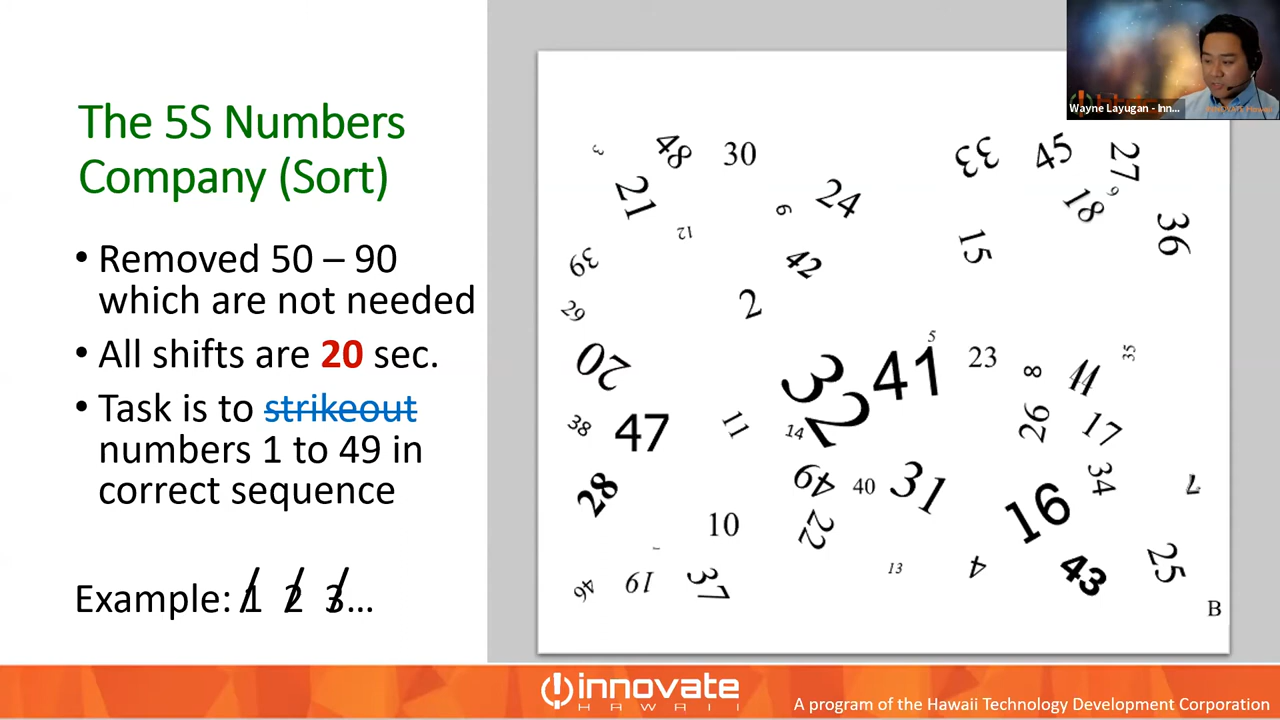 Wayne Layugan - Inn...
The 5S Numbers
Company (Sort)
• Removed 50 – 90
which are not needed
• All shifts are 20 sec.
• Task is to strikeout
numbers 1 to 49 in
correct sequence
Example: 1 2 3...
3 48 30 33 45 27
21 6 24 18 9 36
12 15
39 42
29 2
5
20 32 41 23 8 44 35
38 47 11 14 26 17
28 49 40 31 16 34 7
10 22
1
46 19 37 13 4 43 25
B
innovate
HAWAII
A program of the Hawaii Technology Development Corporation